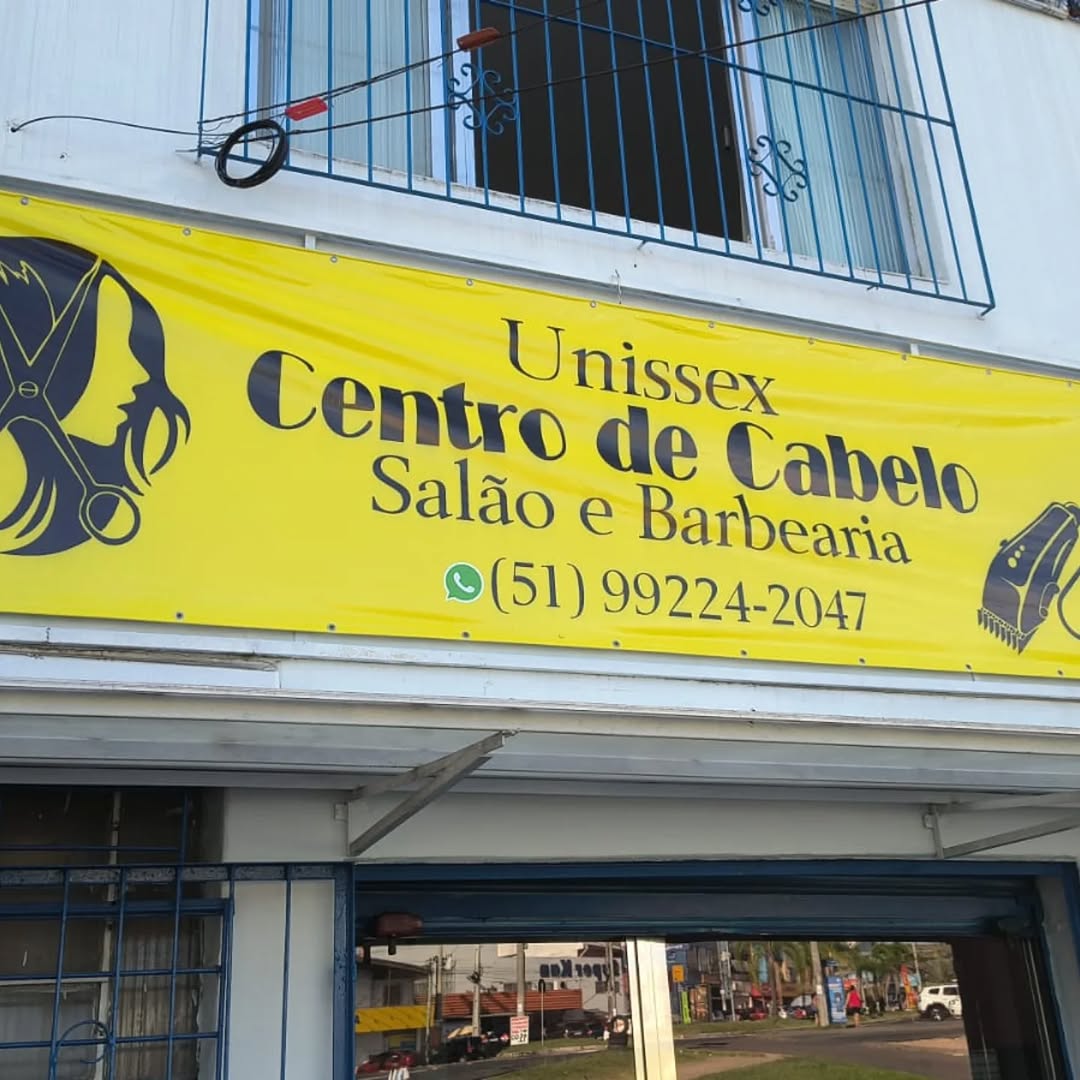 Unissex
Centro de Cabelo
Salão e Barbearia
(51) 99224-2047